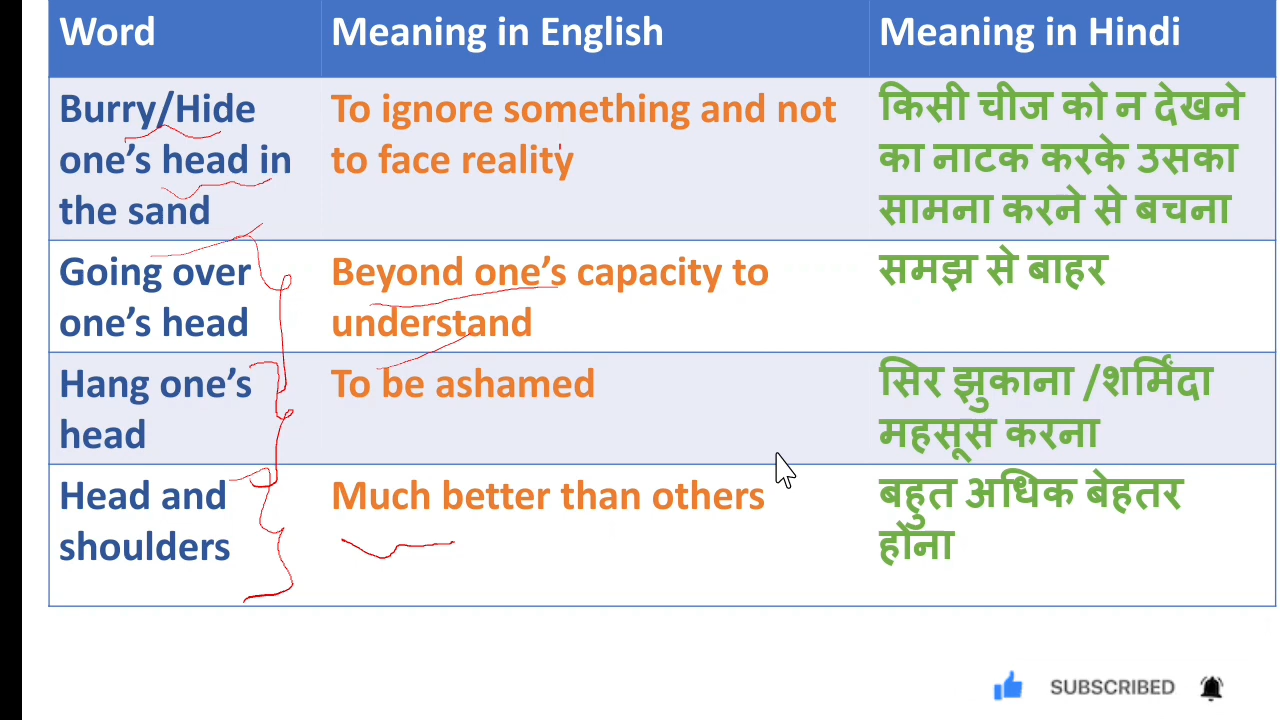 Word Meaning in English Meaning in Hindi
Burry/Hide
one's head in
the sand
To ignore something and not
to face reality
किसी चीज को न देखने
का नाटक करके उसका
सामना करने से बचना
Going over
one's head
Beyond one's capacity to
understand
समझ से बाहर
Hang one's
head
To be ashamed
सिर झुकाना /शर्मिंदा
महसूस करना
Head and
shoulders
Much better than others
बहुत अधिक बेहतर
होना
SUBSCRIBED